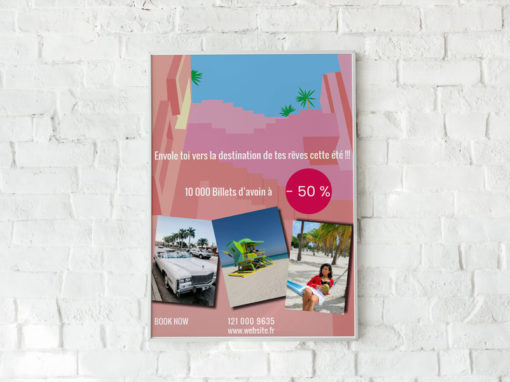 Envole toi vers la destination de tes rêves cette été !!!
10 000 Billets d'avoin à
- 50 %
BOOK NOW
121 000 9635
www.website.fr